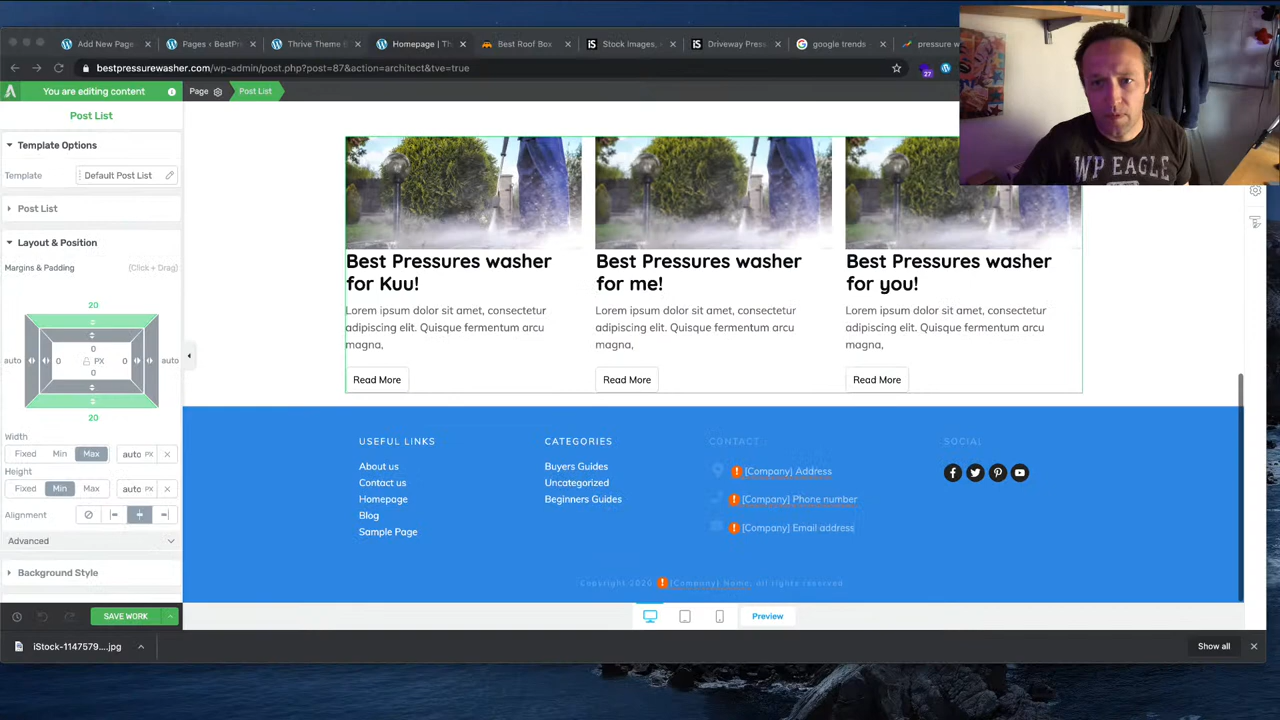 Add New Page
Pages ‹ BestPr
Thrive Theme
Homepage | Th
Best Roof Box
Stock Images,
Driveway Press
google trends
pressure w
bestpressurewasher.com/wp-admin/post.php?post=87&action=architect&tve=true
27
You are editing content
Page
Post List
Post List
Template Options
Template
Default Post List
Post List
Layout & Position
Margins & Padding
(Click + Drag)
20
auto
0
0
PX
0
auto
0
20
Width
Fixed
Min
Max
auto PX
Height
Fixed
Min
Max
auto PX
Alignment
Advanced
Background Style
SAVE WORK
WP EAGLE
Best Pressures washer
for Kuu!
Lorem ipsum dolor sit amet, consectetur
adipiscing elit. Quisque fermentum arcu
magna,
Read More
Best Pressures washer
for me!
Lorem ipsum dolor sit amet, consectetur
adipiscing elit. Quisque fermentum arcu
magna,
Read More
Best Pressures washer
for you!
Lorem ipsum dolor sit amet, consectetur
adipiscing elit. Quisque fermentum arcu
magna,
Read More
USEFUL LINKS
About us
Contact us
Homepage
Blog
Sample Page
CATEGORIES
Buyers Guides
Uncategorized
Beginners Guides
CONTACT
[Company] Address
[Company] Phone number
[Company] Email address
SOCIAL
Copyright 2020 [Company] Name, all rights reserved
Preview
iStock-1147579....jpg
Show all